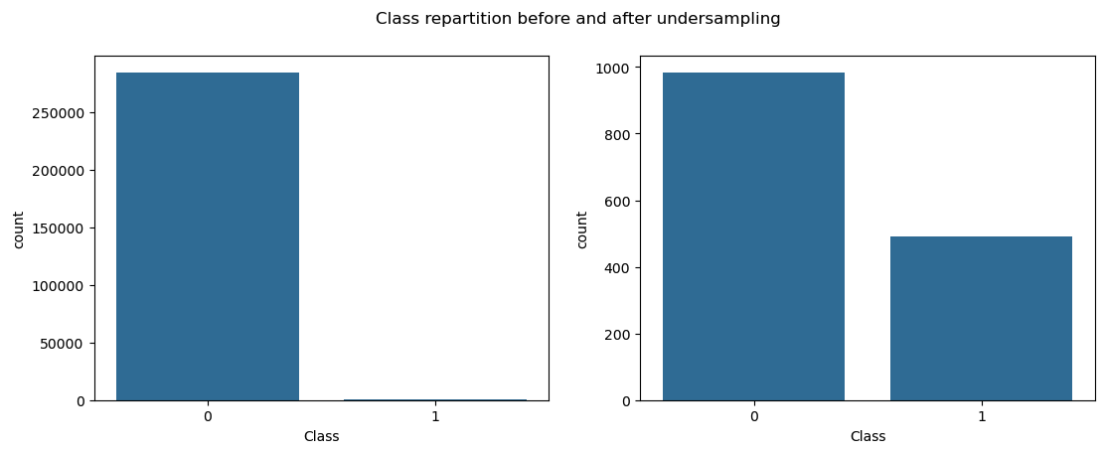 Class repartition before and after undersampling
250000
200000
150000
100000
50000
0
count
0 1
Class
1000
800
600
400
200
0
count
0 1
Class